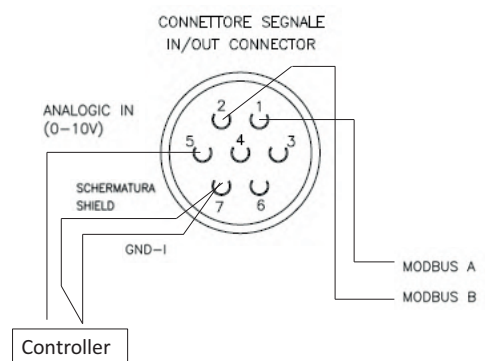 CONNETTORE SEGNALE
IN/OUT CONNECTOR
ANALOGIC IN
(0-10V)
2
1
5
4
3
SCHERMATURA
SHIELD
7
6
GND-I
MODBUS A
MODBUS B
Controller